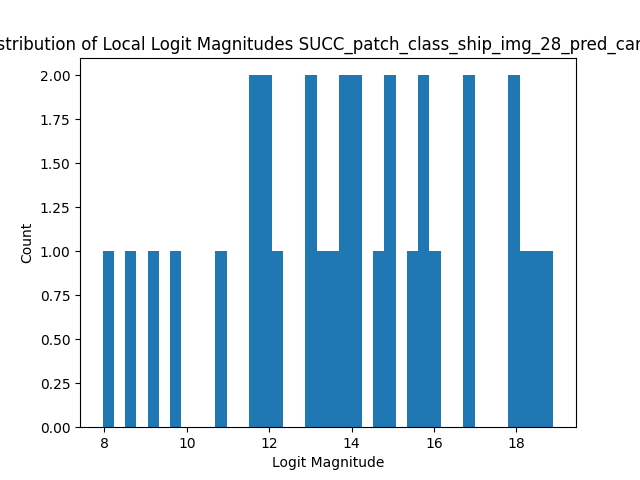 stribution of Local Logit Magnitudes SUCC_patch_class_ship_img_28_pred_car
2.00
1.75
1.50
1.25
1.00
0.75
0.50
0.25
0.00
Count
8 10 12 14 16 18
Logit Magnitude